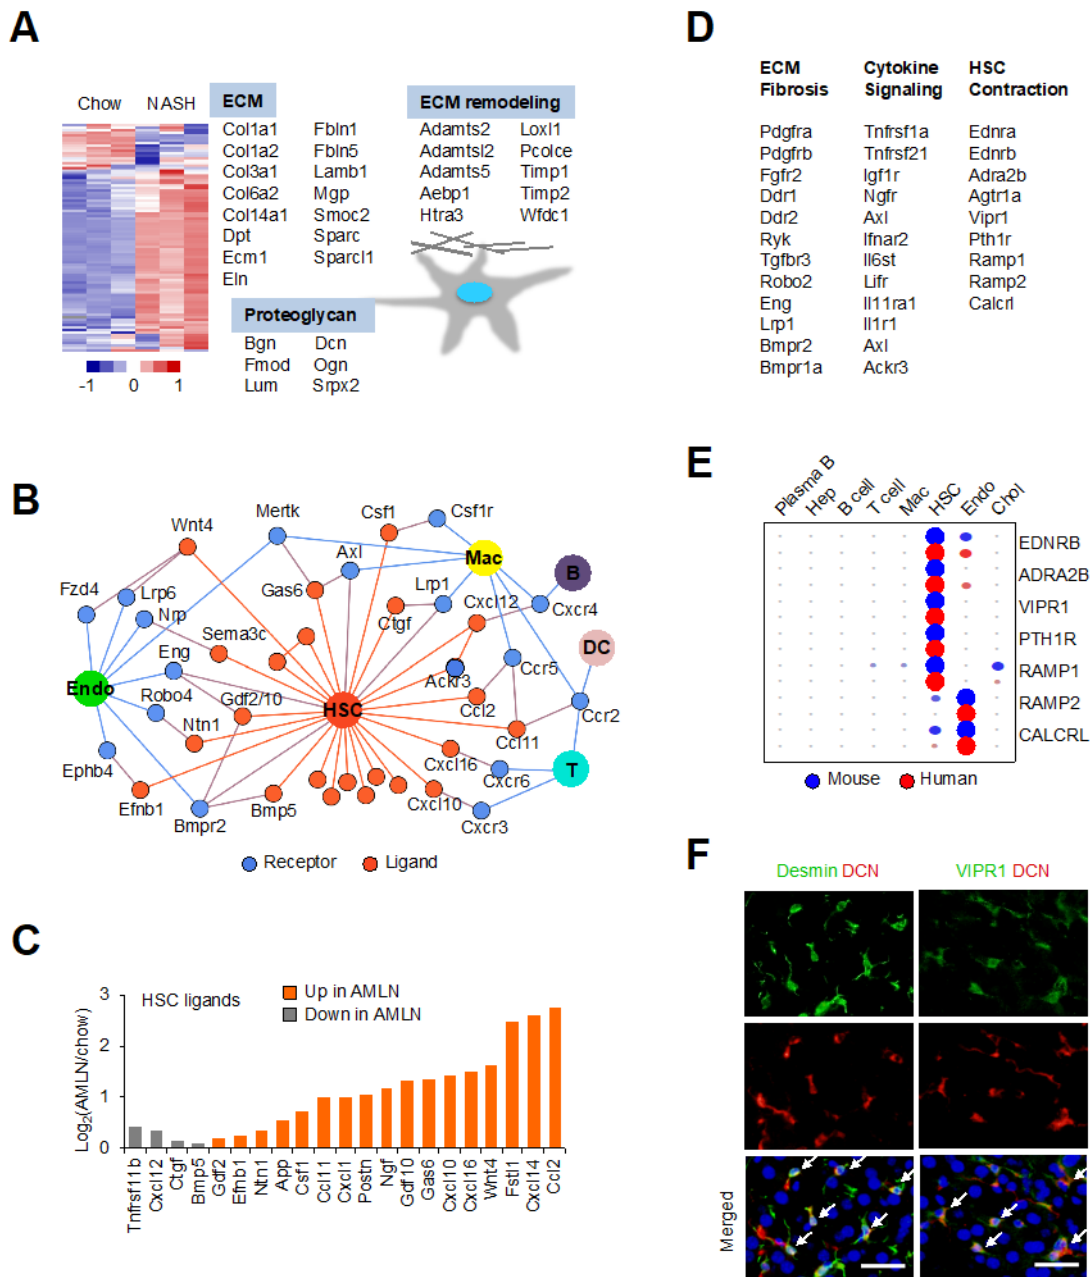 A
Chow NASH
-1 0 1
ECM
Col1a1 Fbln1
Col1a2 Fbln5
Col3a1 Lamb1
Col6a2 Mgp
Col14a1 Smoc2
Dpt Sparc
Ecm1 Sparcl1
Eln
ECM remodeling
Adamts2 Loxl1
Adamtsl2 Pcolce
Adamts5 Timp1
Aebp1 Timp2
Htra3 Wfdc1
Proteoglycan
Bgn Dcn
Fmod Ogn
Lum Srpx2
B
Wnt4
Mertk
Csf1
Csf1r
Fzd4
Lrp6
Nrp
Axl
Mac
B
Gas6
Lrp1
Cxcl12
Cxcr4
Sema3c
Ctgf
DC
Eng
Ackr3
Ccr5
Endo
Robo4
Gdf2/10
HSC
Ccl2
Ccr2
Ntn1
Ccl11
Ephb4
Cxcl16
Cxcr6
T
Efnb1
Bmpr2
Bmp5
Cxcl10
Cxcr3
Receptor Ligand
C
HSC ligands
Up in AMLN
Down in AMLN
Log2(AMLN/chow)
3
2
1
0
Tnfrsf11b
Cxcl12
Ctgf
Bmp5
Gdf2
Efnb1
Ntn1
App
Csf1
Ccl11
Cxcl1
Postn
Ngf
Gdf10
Gas6
Cxcl10
Cxcl16
Wnt4
Fstl1
Cxcl14
Ccl2
D
ECM Cytokine HSC
Fibrosis Signaling Contraction
Pdgfra Tnfrsf1a Ednra
Pdgfrb Tnfrsf21 Ednrb
Fgfr2 Igf1r Adra2b
Ddr1 Ngfr Agtr1a
Ddr2 Axl Vipr1
Ryk Ifnar2 Pth1r
Tgfbr3 Il6st Ramp1
Robo2 Lifr Ramp2
Eng Il11ra1 Calcrl
Lrp1 Il1r1
Bmpr2 Axl
Bmpr1a Ackr3
E
Plasma B
Hep
B cell
T cell
Mac
HSC
Endo
Chol
EDNRB
ADRA2B
VIPR1
PTH1R
RAMP1
RAMP2
CALCRL
Mouse Human
F
Desmin DCN VIPR1 DCN
Merged